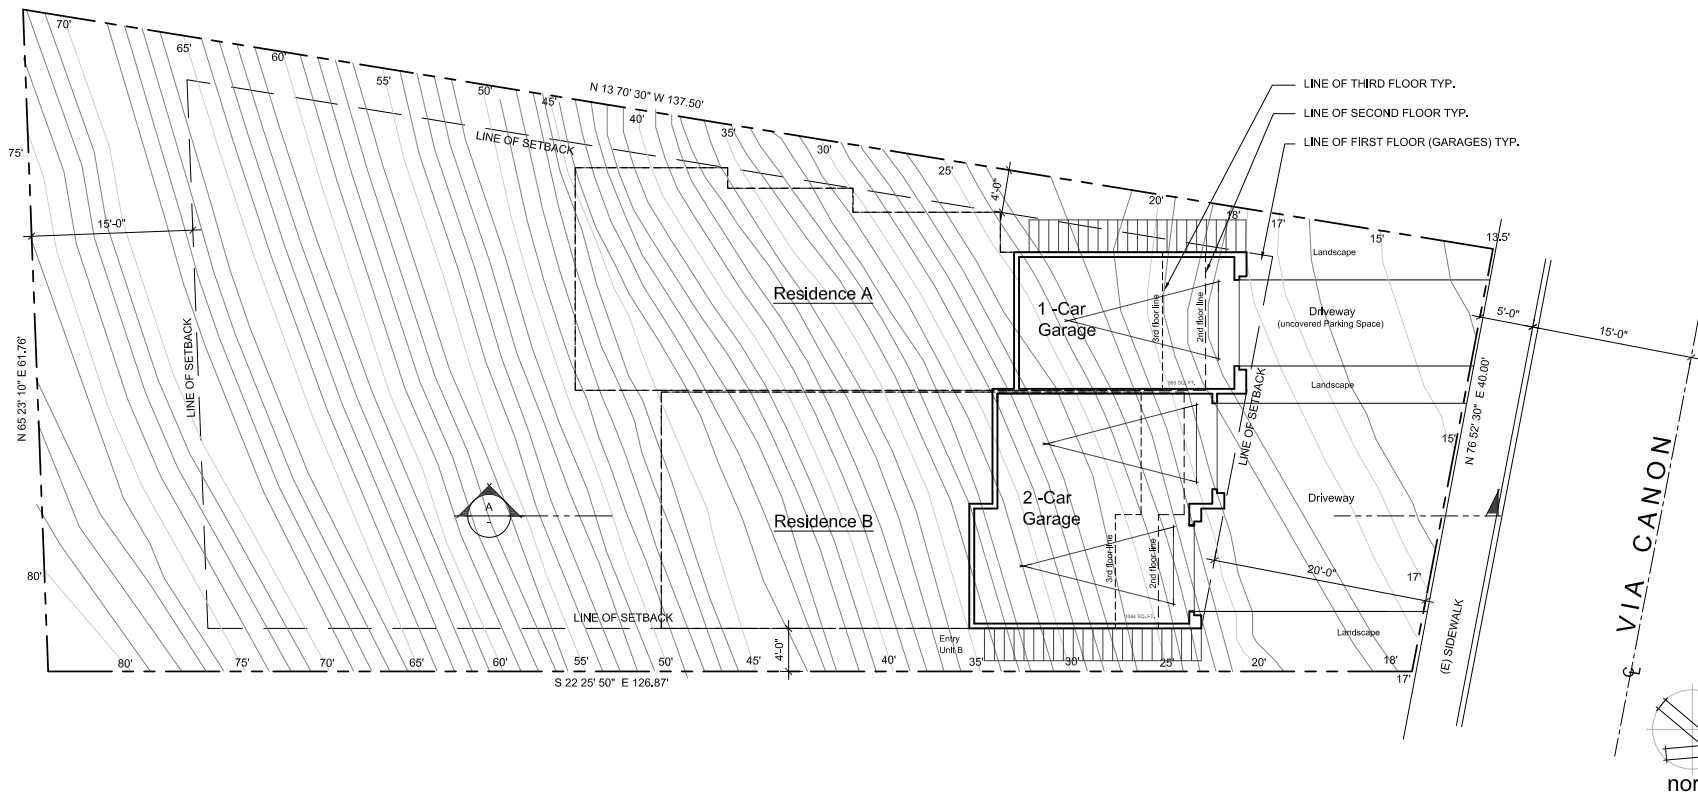 70'
65'
60'
55'
50'
45'
40'
35'
30'
25'
20'
18'
17'
15'
13.5'
N 13 70' 30" W 137.50'
LINE OF SETBACK
LINE OF THIRD FLOOR TYP.
LINE OF SECOND FLOOR TYP.
LINE OF FIRST FLOOR (GARAGES) TYP.
75'
15'-0"
4'-0"
LINE OF SETBACK
N 65 23' 10" E 61.76'
Residence A
1 -Car
Garage
3rd floor line
2nd floor line
Landscape
Driveway
(uncovered Parking Space)
5'-0"
15'-0"
Landscape
LINE OF SETBACK
N 76 52' 30" E 40.00'
15'
A
-
Residence B
2 -Car
Garage
3rd floor line
2nd floor line
Driveway
20'-0"
17'
VIA CANON
80'
LINE OF SETBACK
4'-0"
Entry
Unit B
Landscape
(E) SIDEWALK
80'
75'
70'
65'
60'
55'
50'
45'
40'
35'
30'
25'
20'
18'
17'
S 22 25' 50" E 126.87'
nor